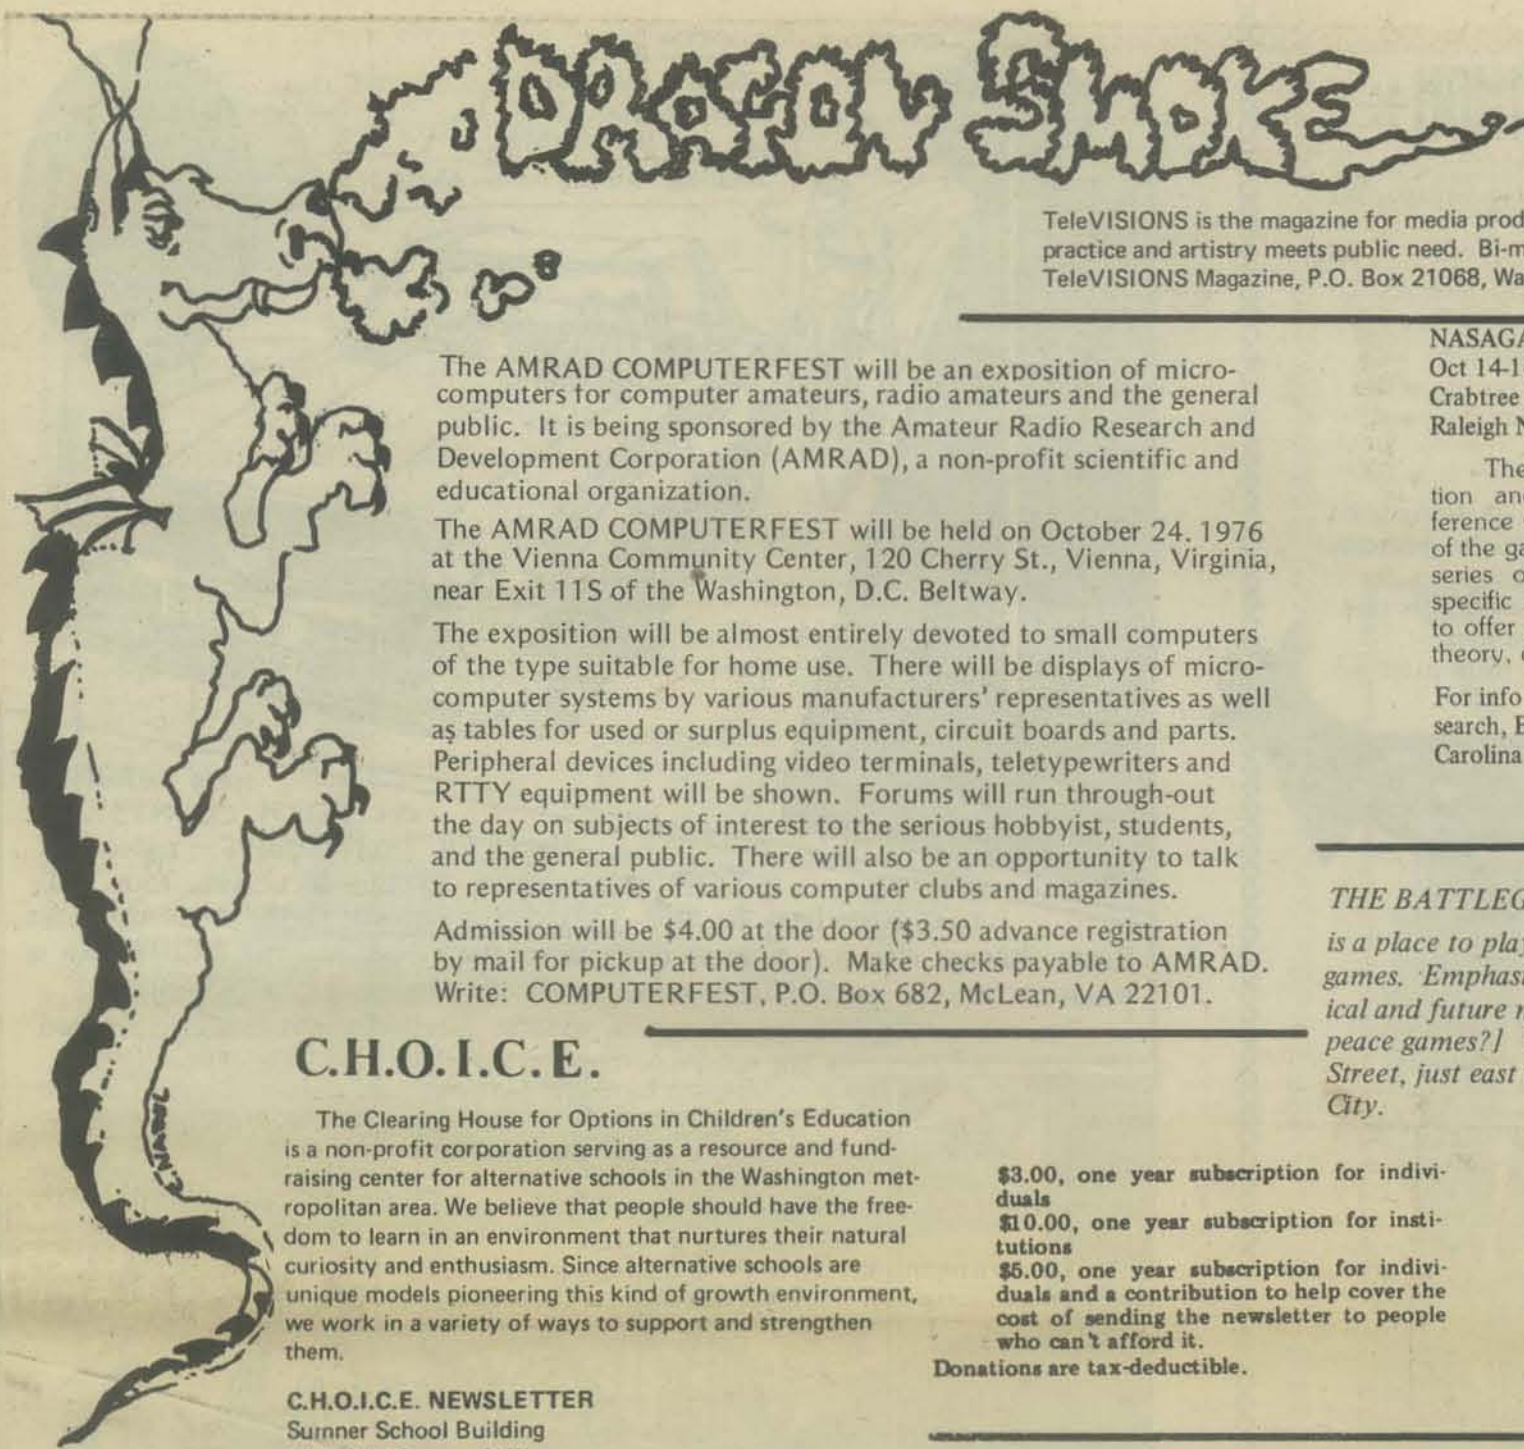 DRAGON SMOKE
TeleVISIONS is the magazine for media
practice and artistry meets public need. Bi-m
TeleVISIONS Magazine, P.O. Box 21068, Wa
The AMRAD COMPUTERFEST will be an exposition of micro-
computers for computer amateurs, radio amateurs and the general
public. It is being sponsored by the Amateur Radio Research and
Development Corporation (AMRAD), a non-profit scientific and
educational organization.
The AMRAD COMPUTERFEST will be held on October 24. 1976
at the Vienna Community Center, 120 Cherry St., Vienna, Virginia,
near Exit 11S of the Washington, D.C. Beltway.
The exposition will be almost entirely devoted to small computers
of the type suitable for home use. There will be displays of micro-
computer systems by various manufacturers' representatives as well
as tables for used or surplus equipment, circuit boards and parts.
Peripheral devices including video terminals, teletypewriters and
RTTY equipment will be shown. Forums will run through-out
the day on subjects of interest to the serious hobbyist, students,
and the general public. There will also be an opportunity to talk
to representatives of various computer clubs and magazines.
Admission will be $4.00 at the door ($3.50 advance registration
by mail for pickup at the door). Make checks payable to AMRAD.
Write: COMPUTERFEST, P.O. Box 682, McLean, VA 22101.
NASAGA
Oct 14-1
Crabtree
Raleigh N
The
tion and
ference
of the ga
series o
specific
to offer
theory,
For info
search, B
Carolina
THE BATTLEG
is a place to play
games. Emphasi
ical and future
peace games?]
Street, just east
City.
C.H.O.I.C.E.
The Clearing House for Options in Children's Education
is a non-profit corporation serving as a resource and fund-
raising center for alternative schools in the Washington met-
ropolitan area. We believe that people should have the free-
dom to learn in an environment that nurtures their natural
curiosity and enthusiasm. Since alternative schools are
unique models pioneering this kind of growth environment,
we work in a variety of ways to support and strengthen
them.
C.H.O.I.C.E. NEWSLETTER
Sumner School Building
$3.00, one year subscription for indivi-
duals
$10.00, one year subscription for insti-
tutions
$5.00, one year subscription for indivi-
duals and a contribution to help cover the
cost of sending the newsletter to people
who can't afford it.
Donations are tax-deductible.